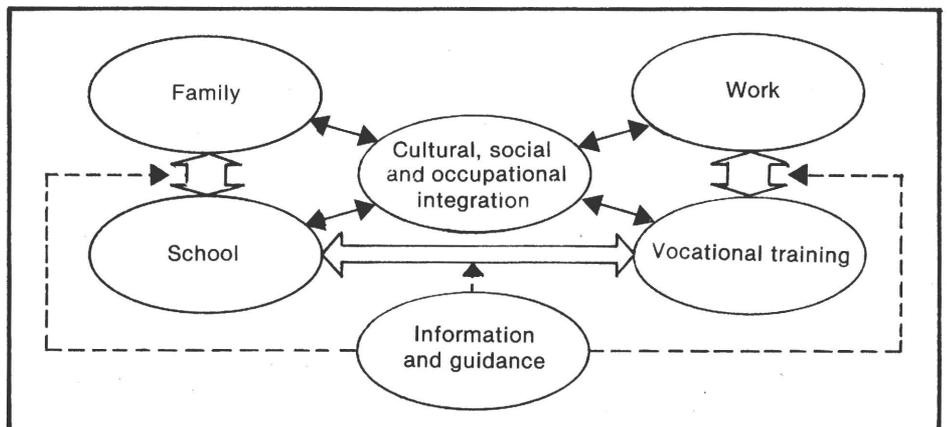 Family
Work
Cultural, social
and occupational
integration
School
Vocational training
Information
and guidance